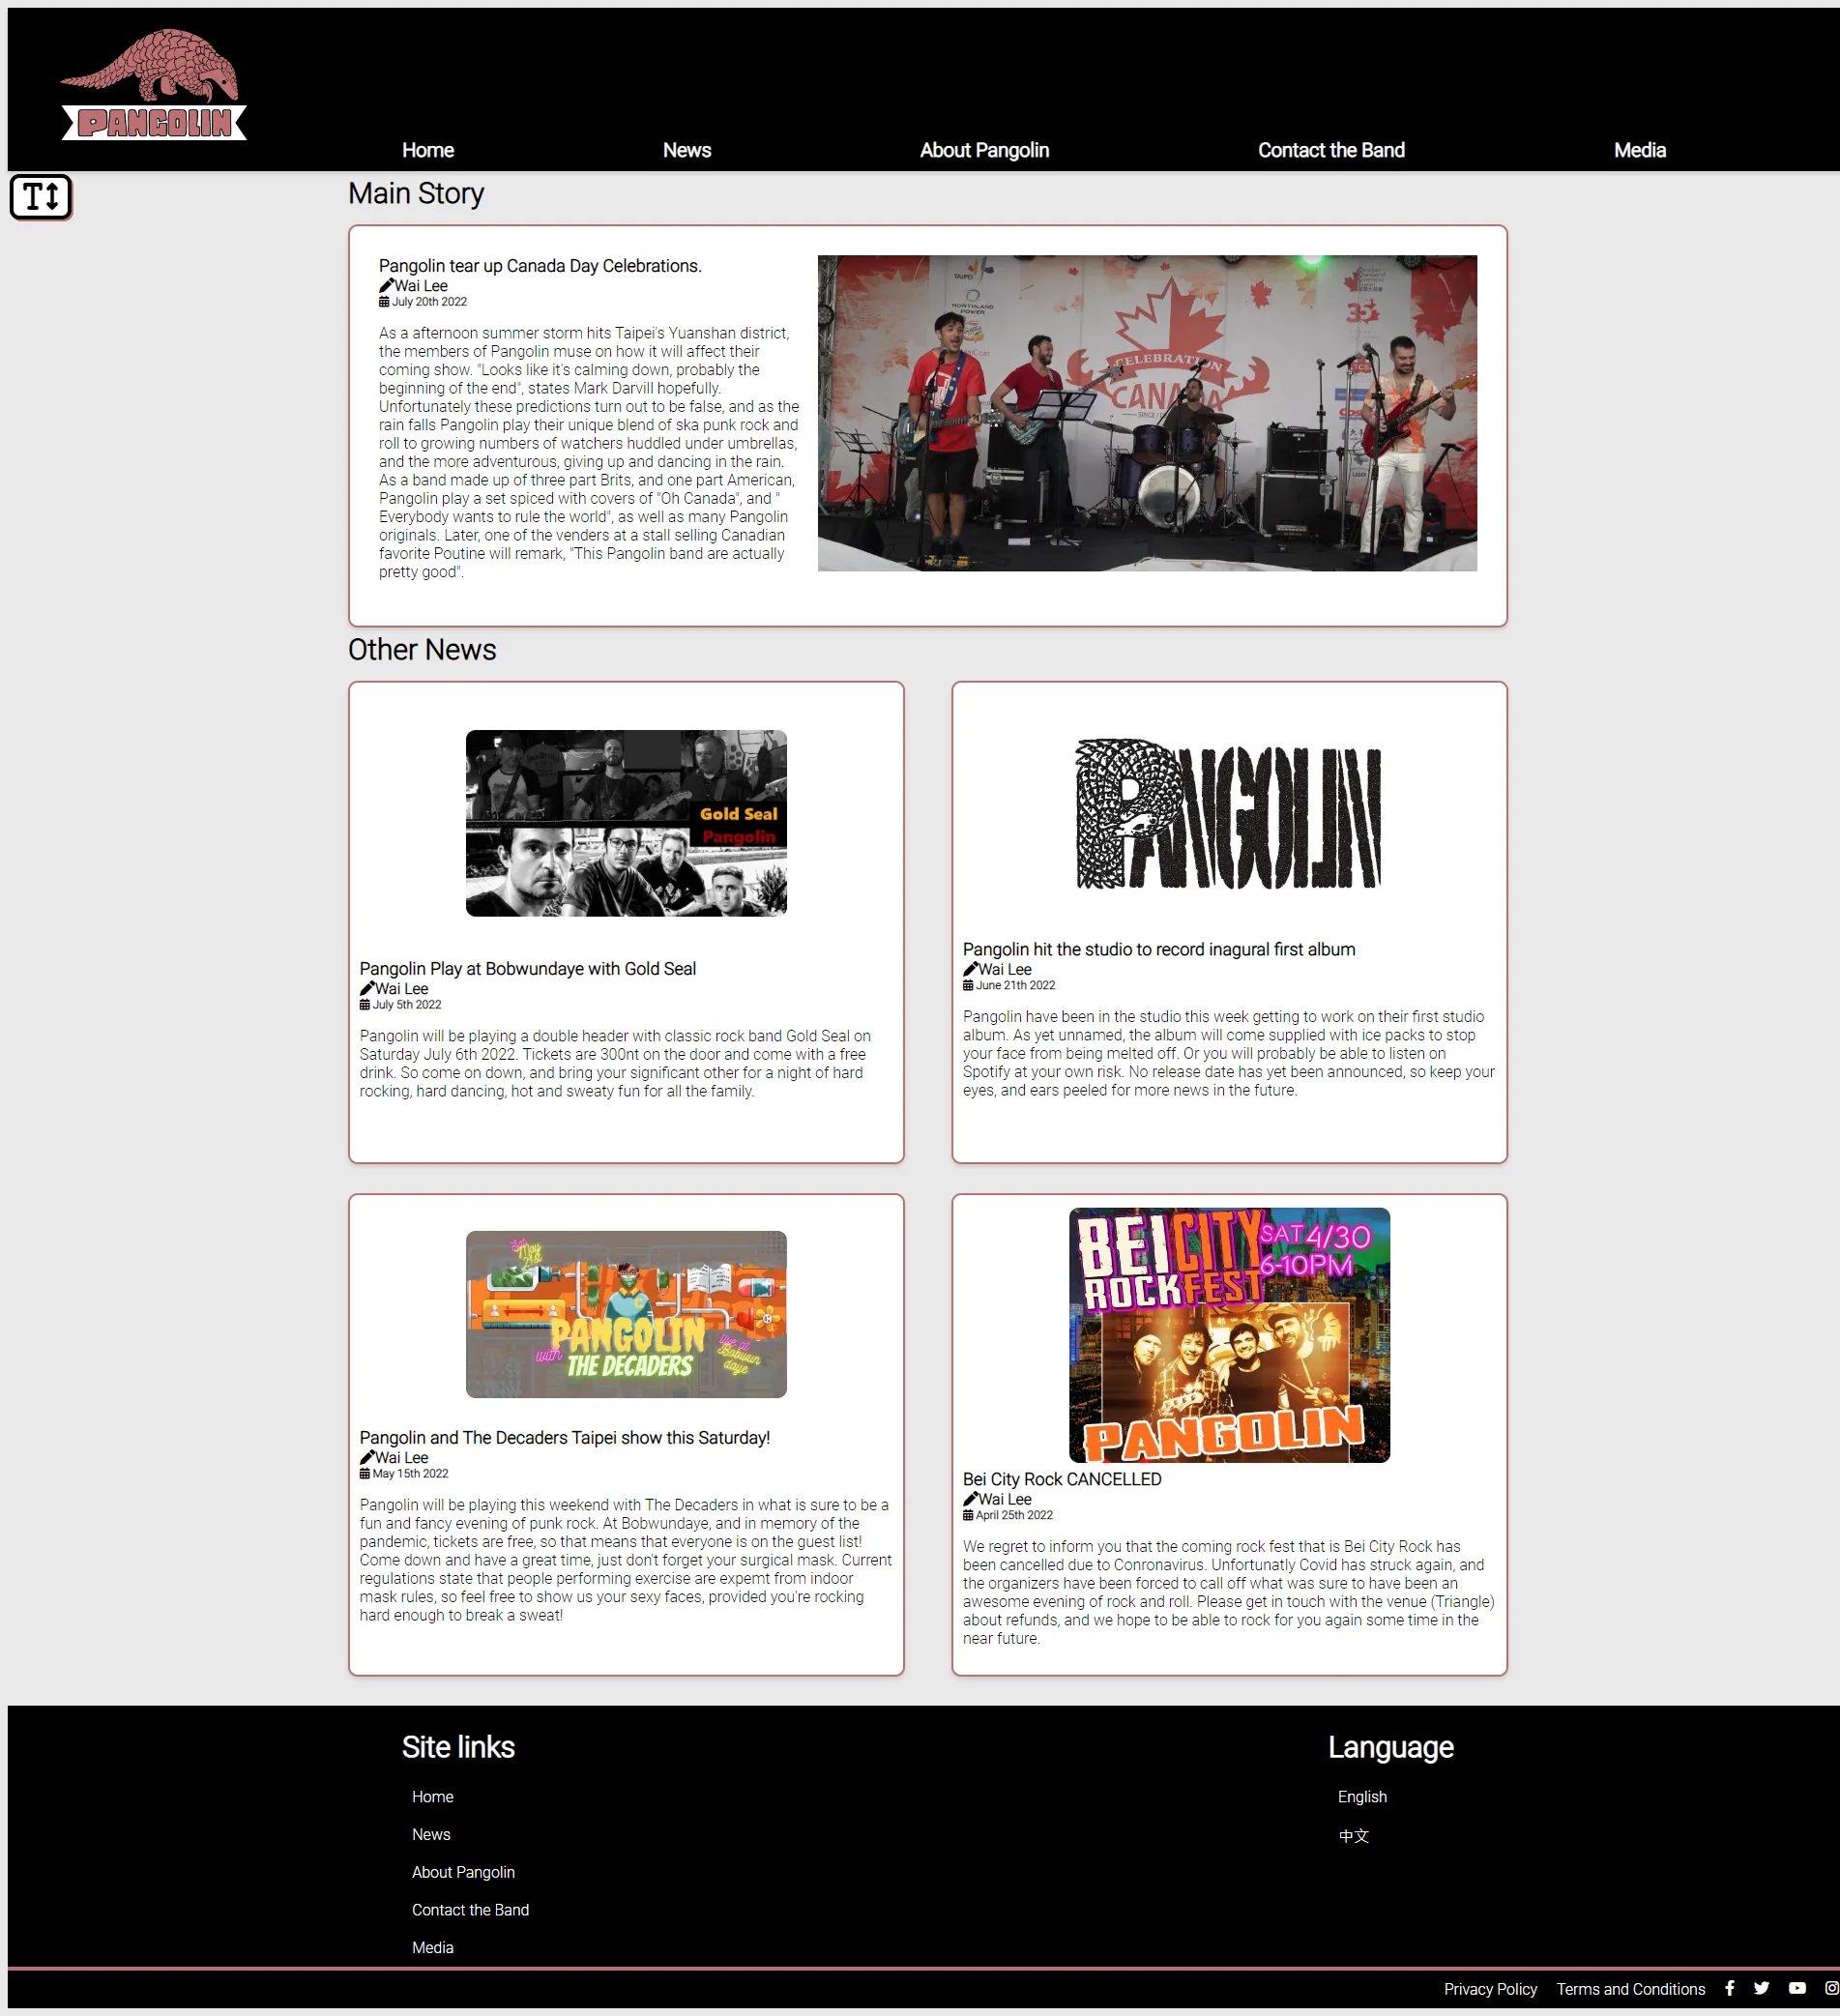 PANGOLIN
Home
News
About Pangolin
Contact the Band
Media
T
Main Story
Pangolin tear up Canada Day Celebrations.
Wai Lee
July 20th 2022
As a afternoon summer storm hits Taipei's Yuanshan district,
the members of Pangolin muse on how it will affect their
coming show. "Looks like it's calming down, probably the
beginning of the end", states Mark Darvill hopefully.
Unfortunately these predictions turn out to be false, and as the
rain falls Pangolin play their unique blend of ska punk rock and
roll to growing numbers of watchers huddled under umbrellas,
and the more adventurous, giving up and dancing in the rain.
As a band made up of three part Brits, and one part American,
Pangolin play a set spiced with covers of "Oh Canada", and "
Everybody wants to rule the world", as well as many Pangolin
originals. Later, one of the venders at a stall selling Canadian
favorite Poutine will remark, "This Pangolin band are actually
pretty good".
TAIPEI
NORTHLAND
POWER
35
CELEBRATION
CANADA
SINCE
Other News
Gold Seal
Pangolin
Pangolin Play at Bobwundaye with Gold Seal
Wai Lee
July 5th 2022
Pangolin will be playing a double header with classic rock band Gold Seal on
Saturday July 6th 2022. Tickets are 300nt on the door and come with a free
drink. So come on down, and bring your significant other for a night of hard
rocking, hard dancing, hot and sweaty fun for all the family.
PANGOLIN
Pangolin hit the studio to record inagural first album
Wai Lee
June 21th 2022
Pangolin have been in the studio this week getting to work on their first studio
album. As yet unnamed, the album will come supplied with ice packs to stop
your face from being melted off. Or you will probably be able to listen on
Spotify at your own risk. No release date has yet been announced, so keep your
eyes, and ears peeled for more news in the future.
Sat
May
21st
PANGOLIN
with
THE DECADERS
live at
Bobwun
daye
Pangolin and The Decaders Taipei show this Saturday!
Wai Lee
May 15th 2022
Pangolin will be playing this weekend with The Decaders in what is sure to be a
fun and fancy evening of punk rock. At Bobwundaye, and in memory of the
pandemic, tickets are free, so that means that everyone is on the guest list!
Come down and have a great time, just don't forget your surgical mask. Current
regulations state that people performing exercise are expemt from indoor
mask rules, so feel free to show us your sexy faces, provided you're rocking
hard enough to break a sweat!
BEI CITY
ROCKFEST
SAT 4/30
6-10PM
PANGOLIN
Bei City Rock CANCELLED
Wai Lee
April 25th 2022
We regret to inform you that the coming rock fest that is Bei City Rock has
been cancelled due to Conronavirus. Unfortunatly Covid has struck again, and
the organizers have been forced to call off what was sure to have been an
awesome evening of rock and roll. Please get in touch with the venue (Triangle)
about refunds, and we hope to be able to rock for you again some time in the
near future.
Site links
Home
News
About Pangolin
Contact the Band
Media
Language
English
中文
Privacy Policy
Terms and Conditions